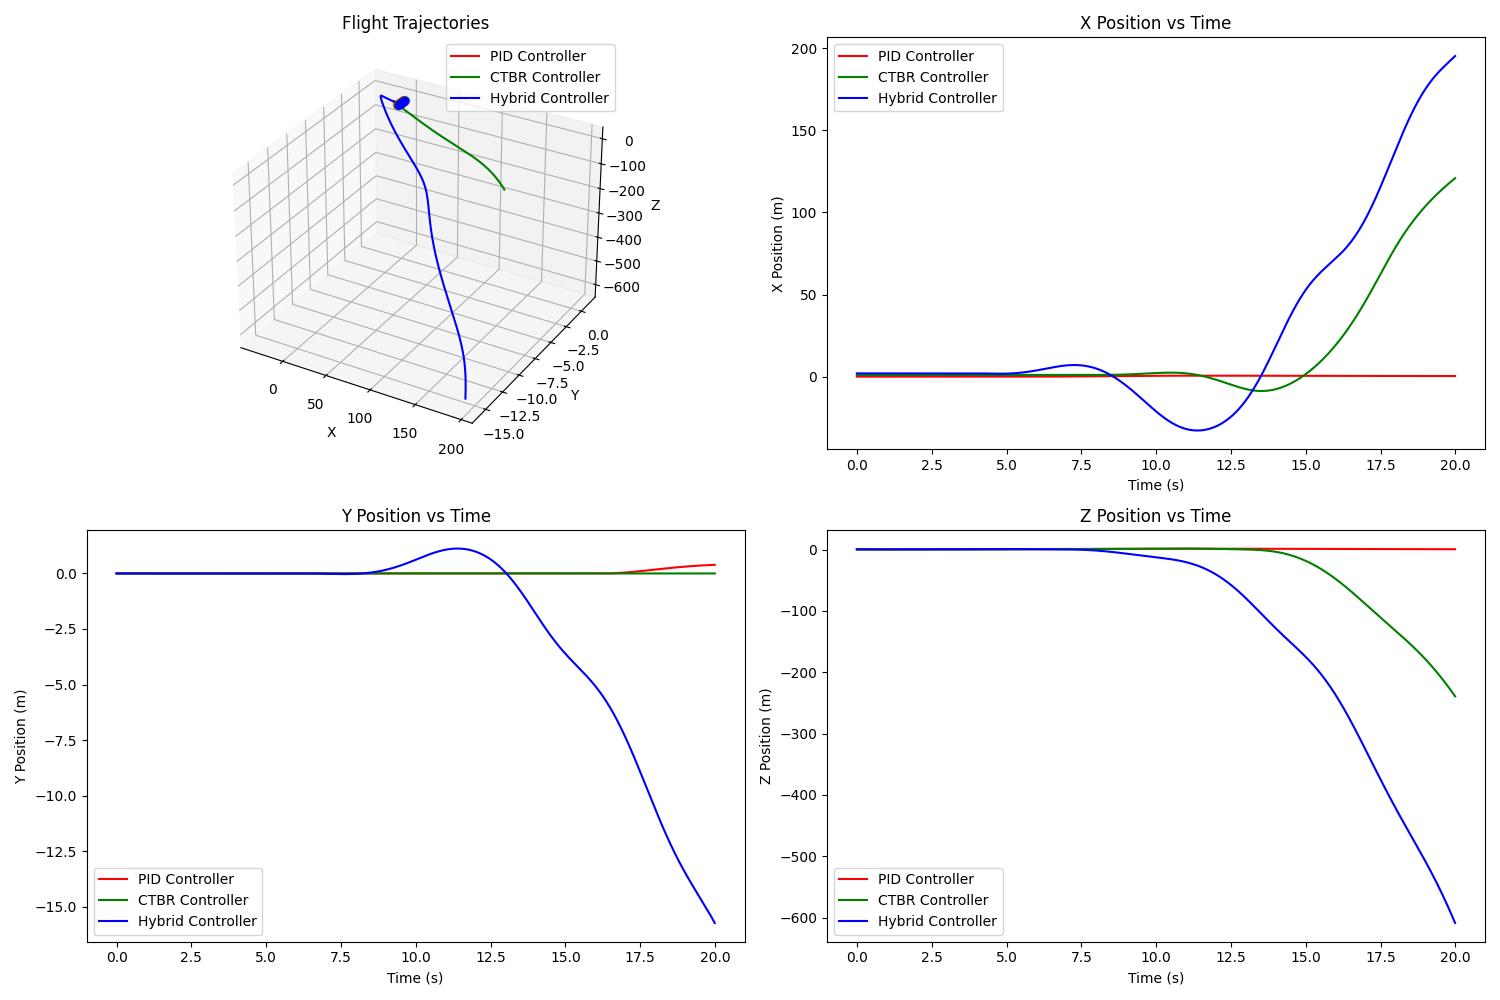 Flight Trajectories
PID Controller
CTBR Controller
Hybrid Controller
0
−100
−200
−300
−400
−500
−600
Z
0.0
−2.5
−5.0
−7.5
−10.0
−12.5
−15.0
Y
0
50
100
150
200
X
X Position vs Time
PID Controller
CTBR Controller
Hybrid Controller
200
150
100
50
0
X Position (m)
0.0 2.5 5.0 7.5 10.0 12.5 15.0 17.5 20.0
Time (s)
Y Position vs Time
0.0
−2.5
−5.0
−7.5
−10.0
−12.5
−15.0
Y Position (m)
PID Controller
CTBR Controller
Hybrid Controller
0.0 2.5 5.0 7.5 10.0 12.5 15.0 17.5 20.0
Time (s)
Z Position vs Time
0
−100
−200
−300
−400
−500
−600
Z Position (m)
PID Controller
CTBR Controller
Hybrid Controller
0.0 2.5 5.0 7.5 10.0 12.5 15.0 17.5 20.0
Time (s)